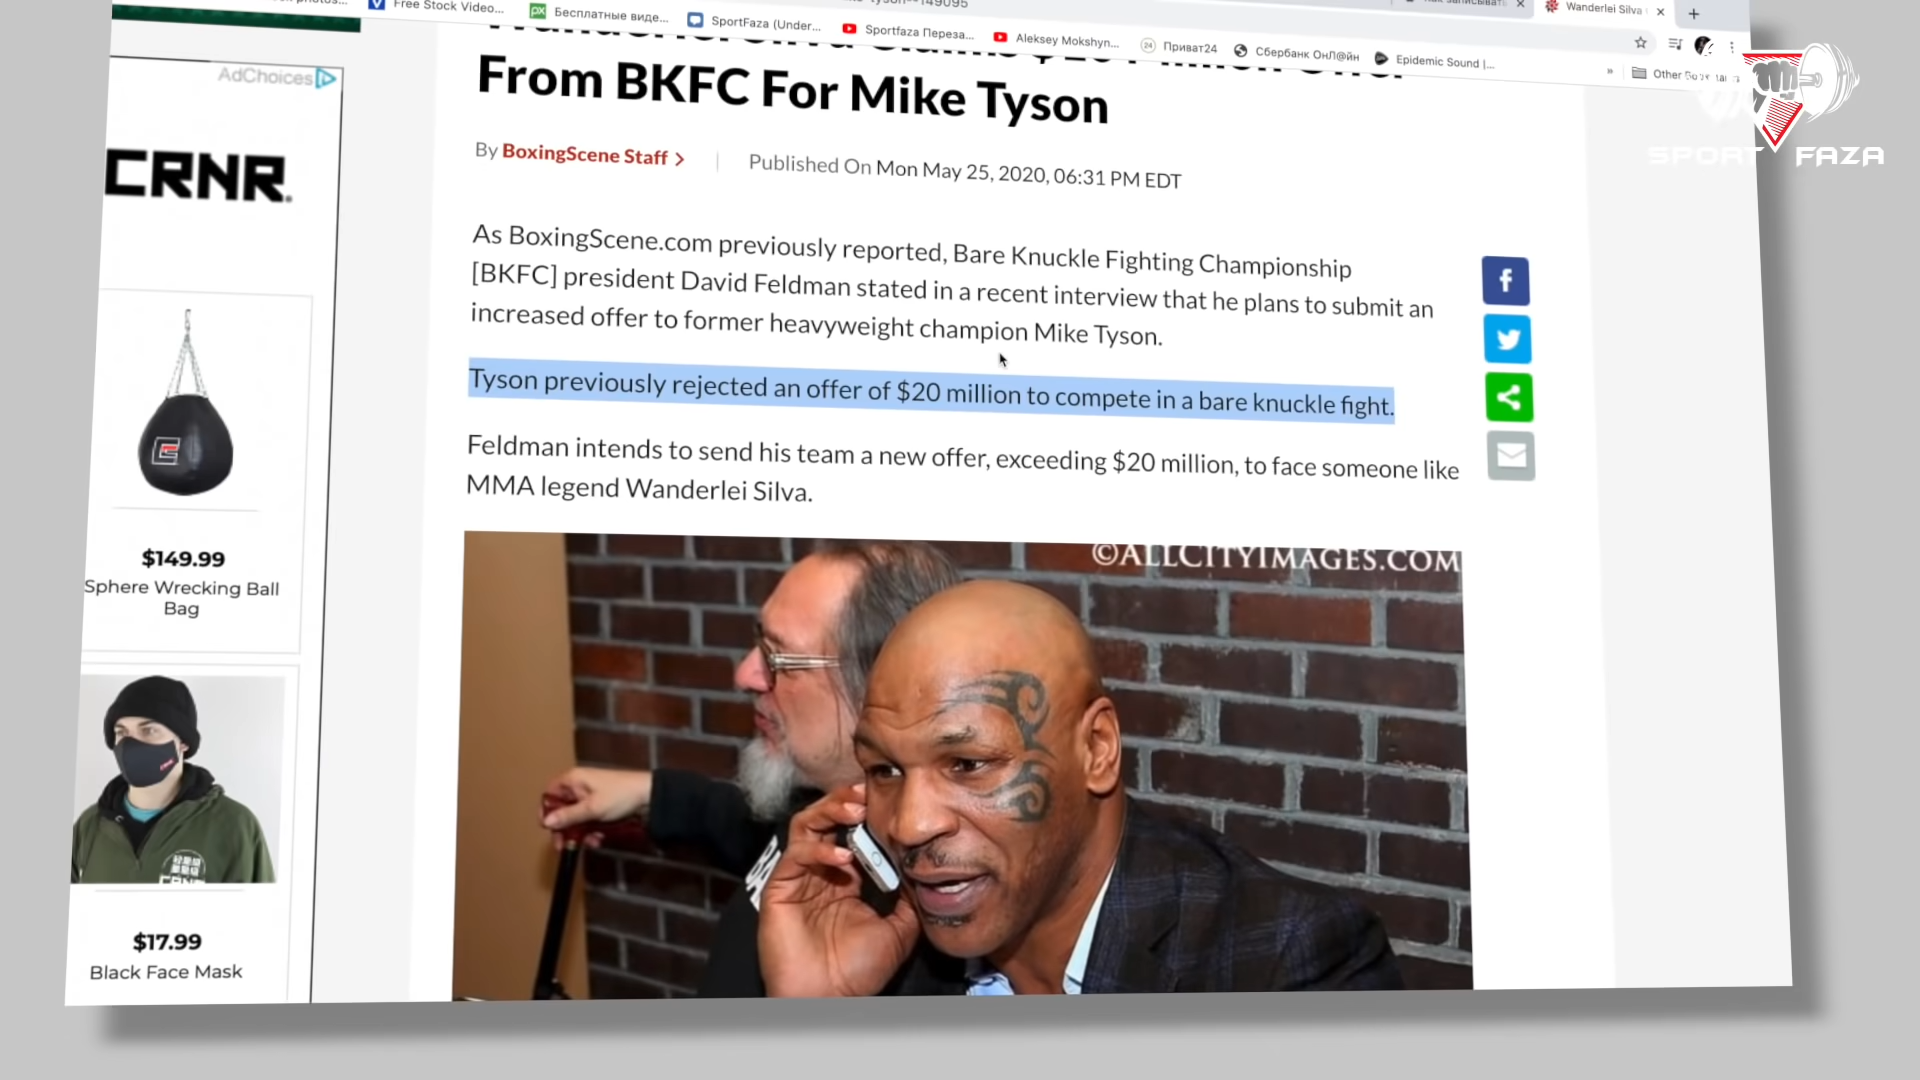 Free Stock Video...
Бесплатные виде...
SportFaza (Under...
Sportfaza Переза...
Aleksey Mokshyn...
24
Приват24
Сбербанк ОнЛ@йн
Epidemic Sound |...
Wanderlei Silva
»
Other
SPORT FAZA
From BKFC For Mike Tyson
By BoxingScene Staff >
Published On Mon May 25, 2020, 06:31 PM EDT
As BoxingScene.com previously reported, Bare Knuckle Fighting Championship
[BKFC] president David Feldman stated in a recent interview that he plans to submit an
increased offer to former heavyweight champion Mike Tyson.
Tyson previously rejected an offer of $20 million to compete in a bare knuckle fight.
Feldman intends to send his team a new offer, exceeding $20 million, to face someone like
MMA legend Wanderlei Silva.
©ALLCITYIMAGES.COM
AdChoices
CRNR.
$149.99
Sphere Wrecking Ball
Bag
$17.99
Black Face Mask